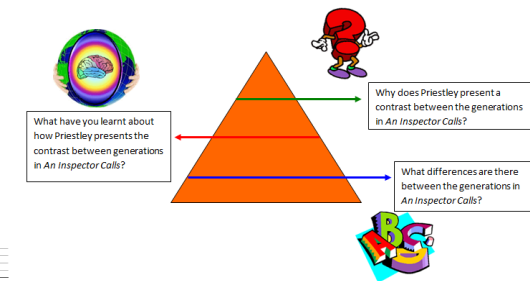 Why does Priestley present a
contrast between the generations
in An Inspector Calls?
What have you learnt about
how Priestley presents the
contrast between generations
in An Inspector Calls?
What differences are there
between the generations in
An Inspector Calls?
A B C